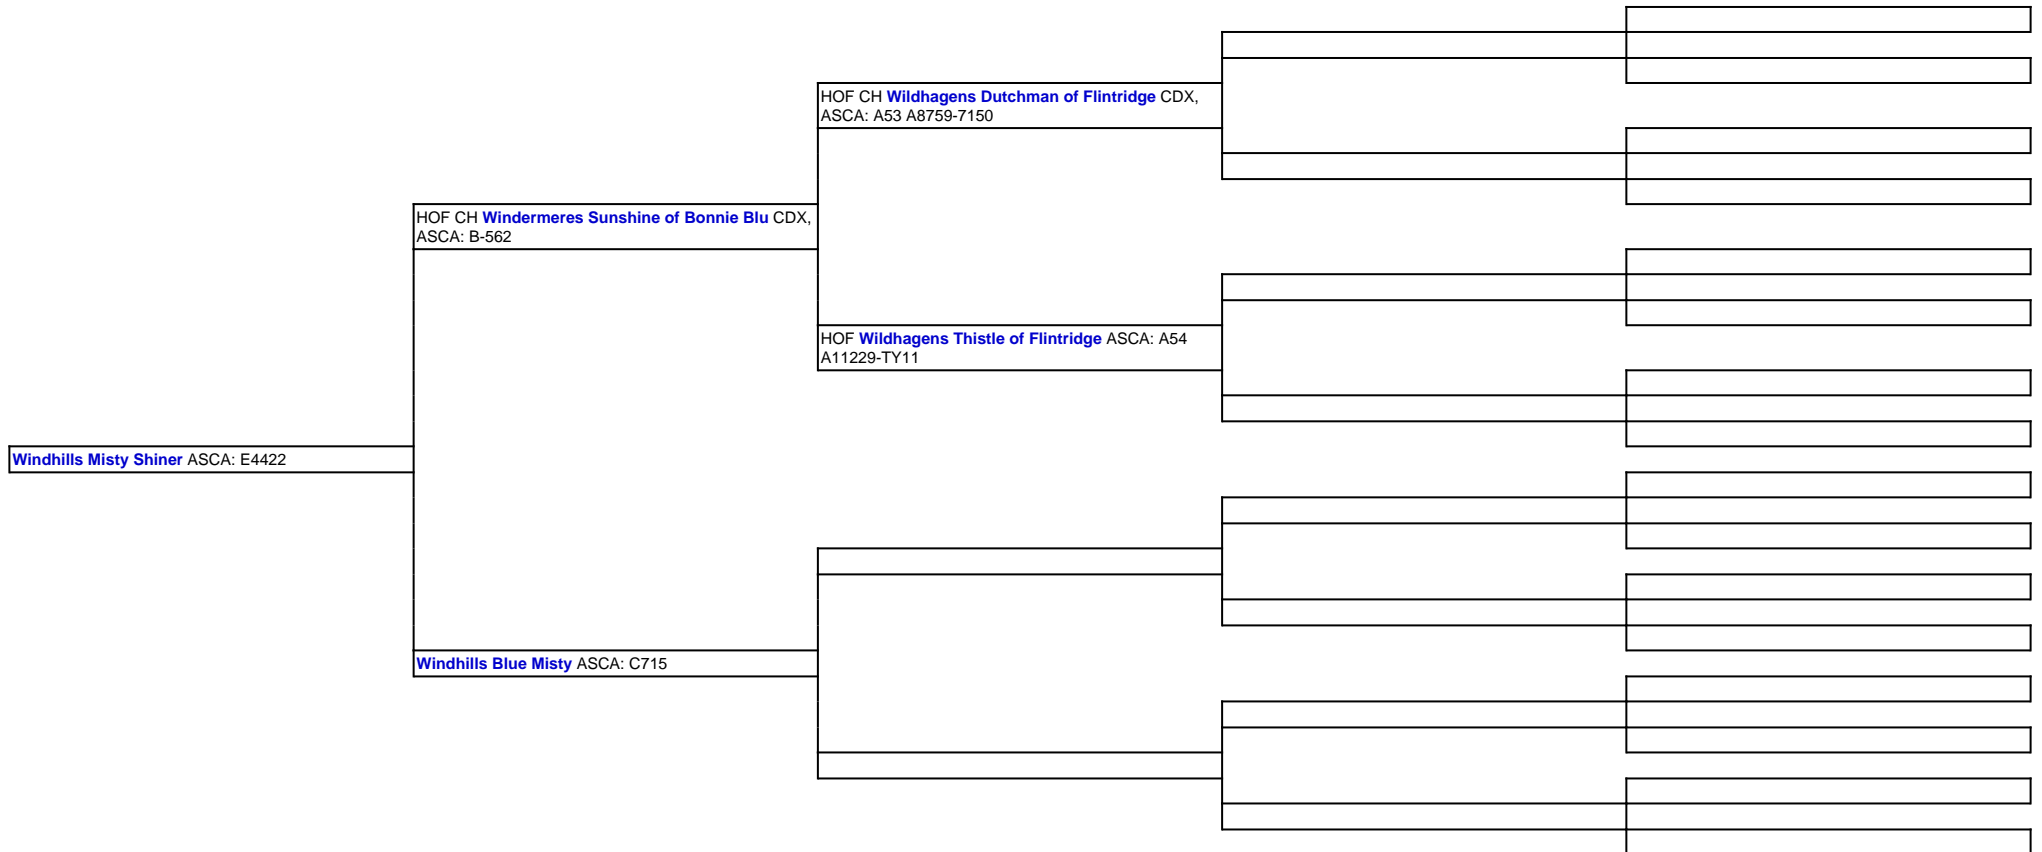 HOF CH Wildhagens Dutchman of Flintridge CDX,
ASCA: A53 A8759-7150
HOF CH Windermeres Sunshine of Bonnie Blu CDX,
ASCA: B-562
HOF Wildhagens Thistle of Flintridge ASCA: A54
A11229-TY11
Windhills Misty Shiner ASCA: E4422
Windhills Blue Misty ASCA: C715